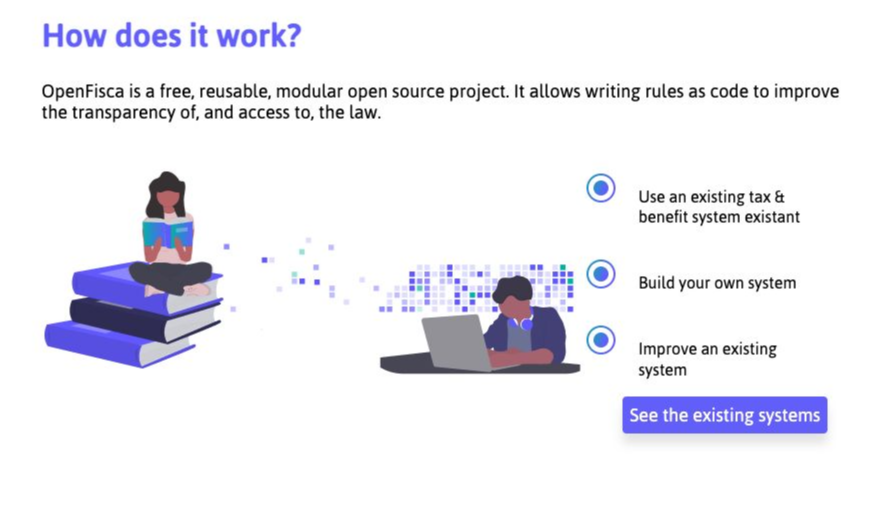 How does it work?
OpenFisca is a free, reusable, modular open source project. It allows writing rules as code to improve
the transparency of, and access to, the law.
Use an existing tax &
benefit system existant
Build your own system
Improve an existing
system
See the existing systems